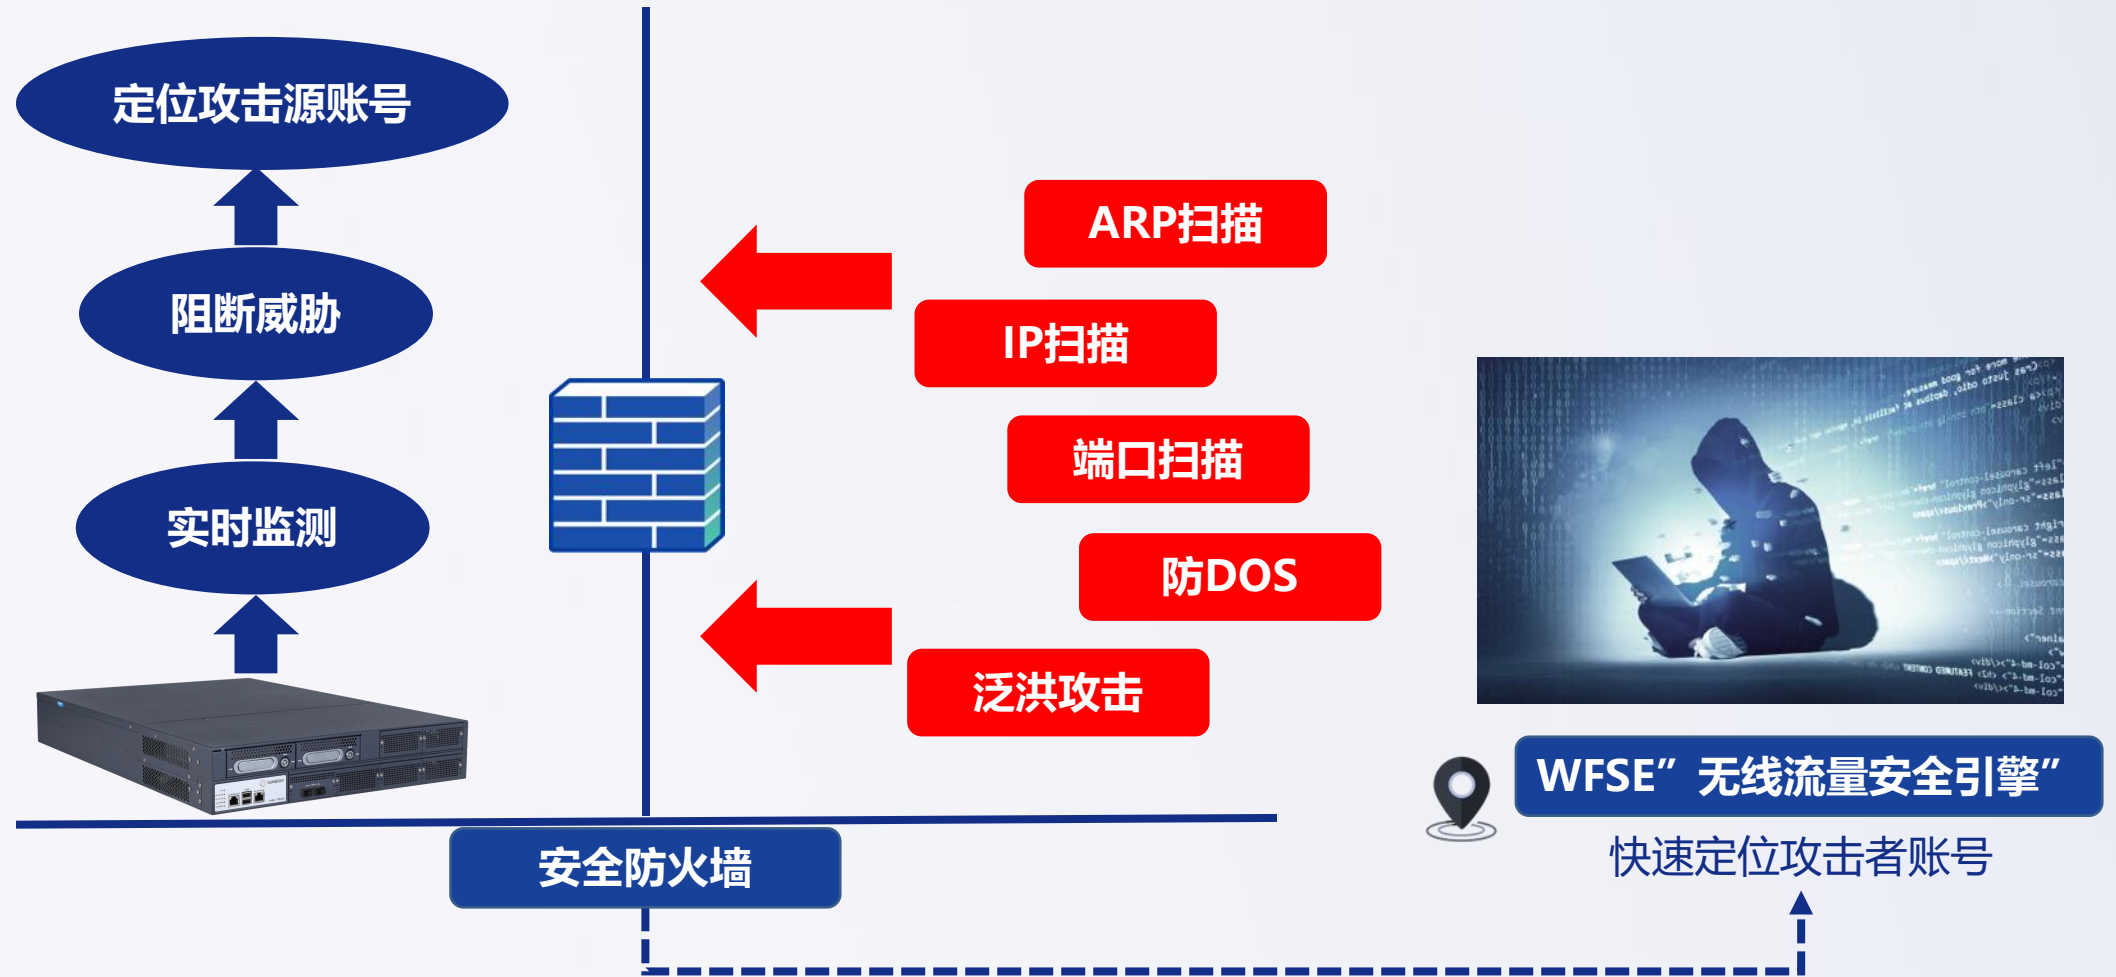 定位攻击源账号
阻断威胁
实时监测
ARP扫描
IP扫描
端口扫描
防DOS
泛洪攻击
安全防火墙
WFSE”无线流量安全引擎”
快速定位攻击者账号